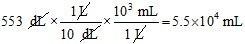 553 dL × 1 L / 10 dL × 10³ mL / 1 L = 5.5×10⁴ mL